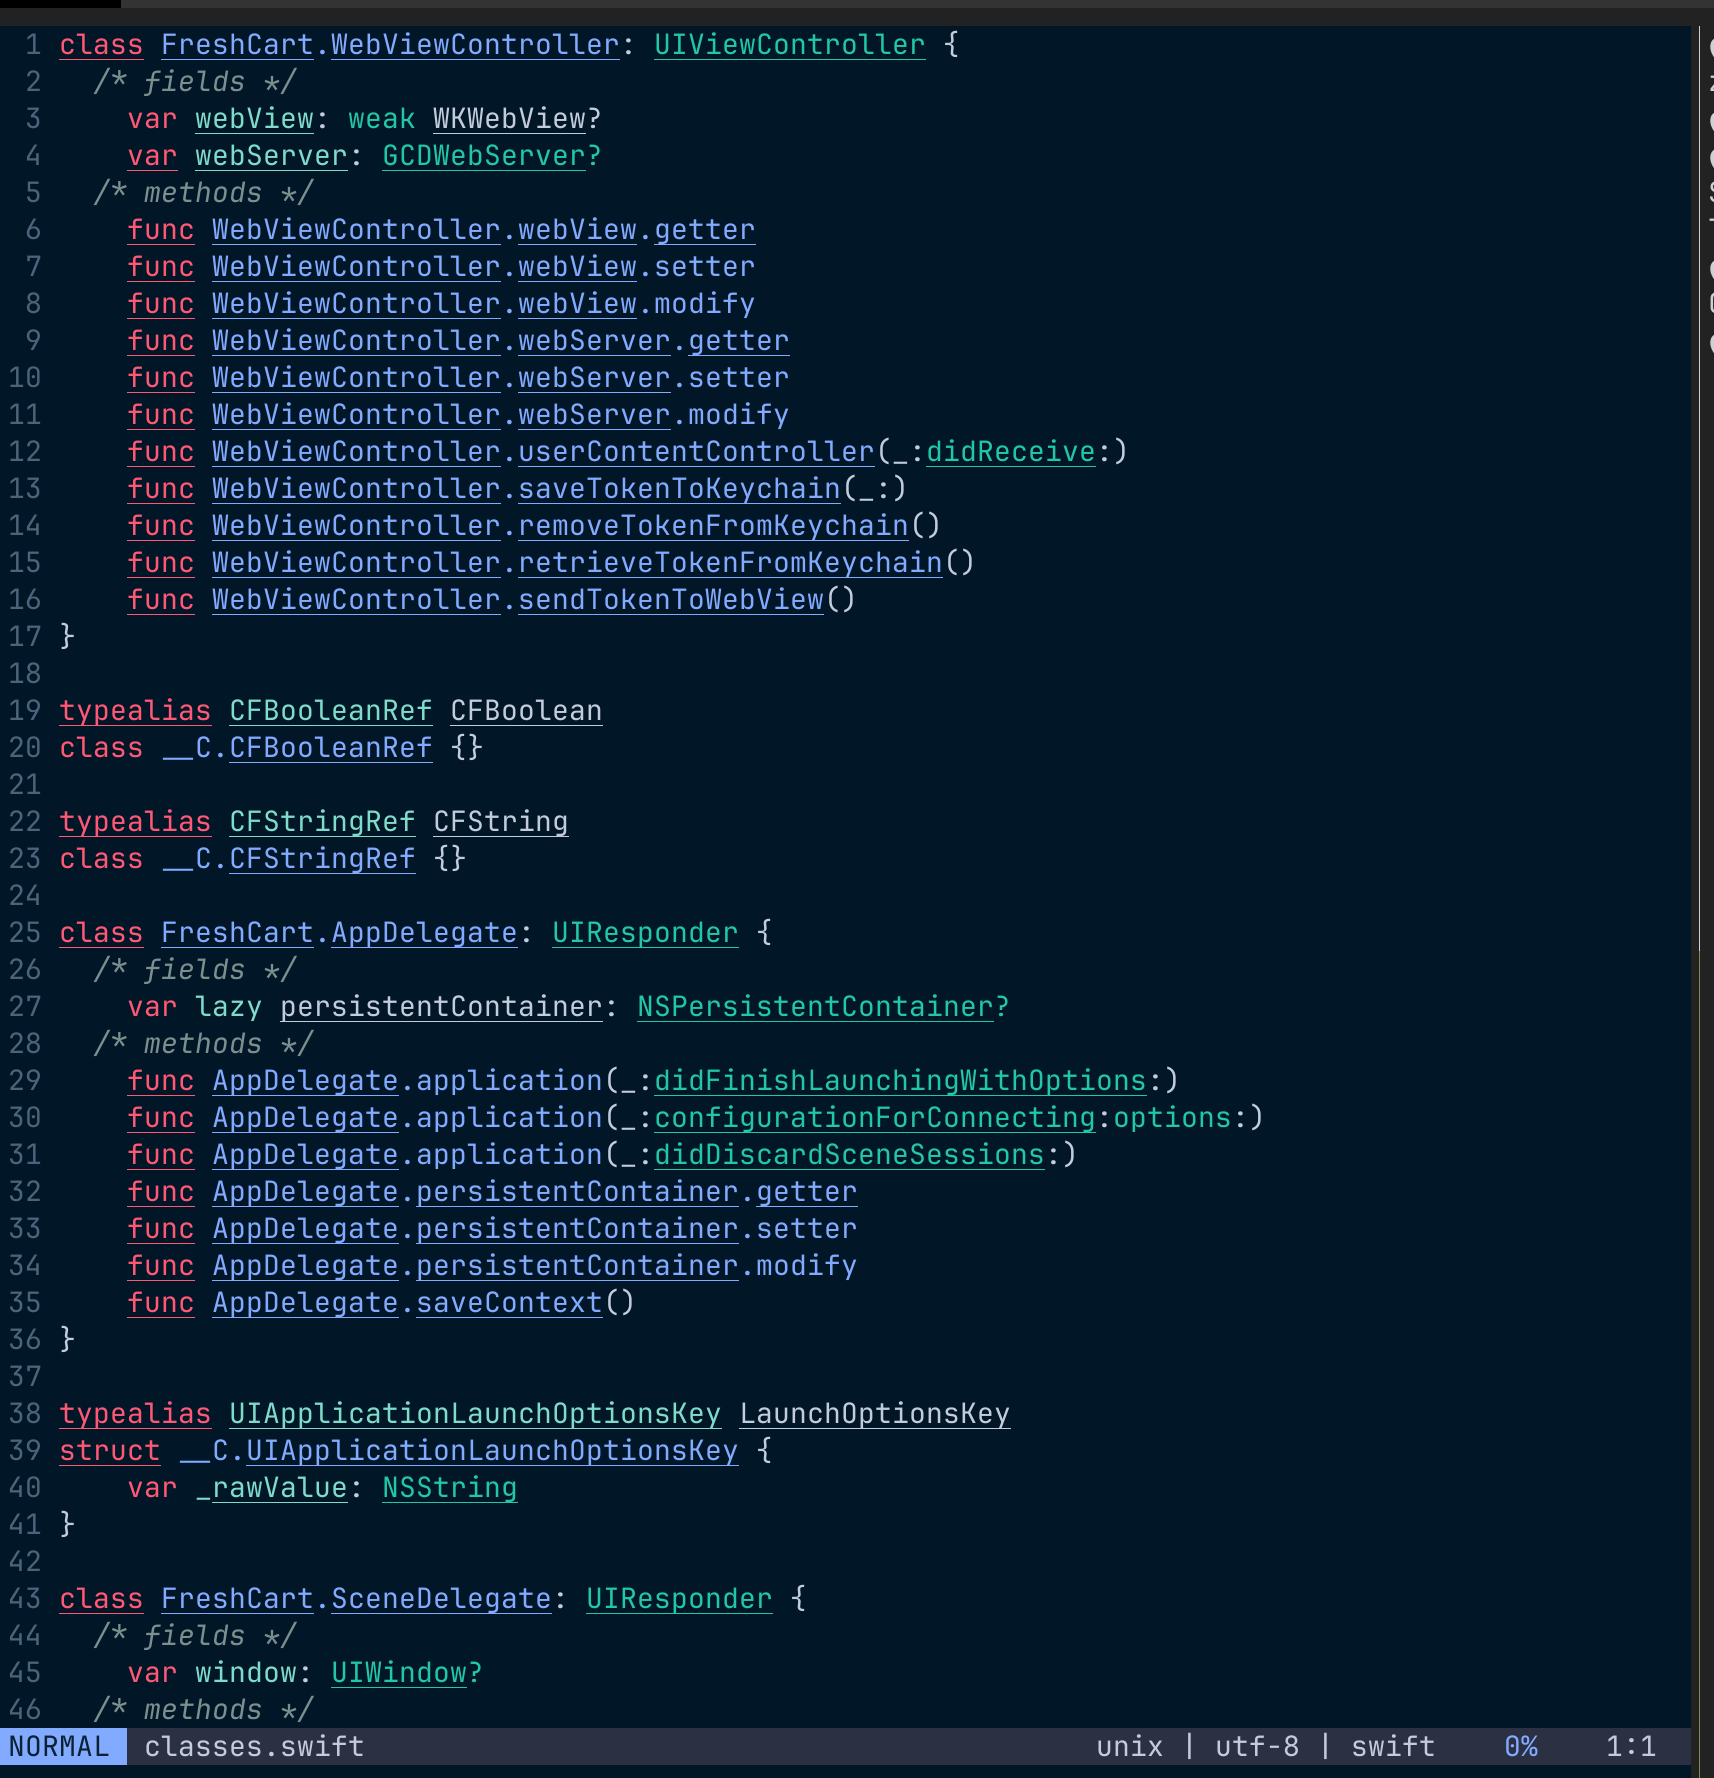 1 class FreshCart.WebViewController: UIViewController {
2 /* fields */
3 var webView: weak WKWebView?
4 var webServer: GCDWebServer?
5 /* methods */
6 func WebViewController.webView.getter
7 func WebViewController.webView.setter
8 func WebViewController.webView.modify
9 func WebViewController.webServer.getter
10 func WebViewController.webServer.setter
11 func WebViewController.webServer.modify
12 func WebViewController.userContentController(_:didReceive:)
13 func WebViewController.saveTokenToKeychain(_:)
14 func WebViewController.removeTokenFromKeychain()
15 func WebViewController.retrieveTokenFromKeychain()
16 func WebViewController.sendTokenToWebView()
17 }
18
19 typealias CFBooleanRef CFBoolean
20 class __C.CFBooleanRef {}
21
22 typealias CFStringRef CFString
23 class __C.CFStringRef {}
24
25 class FreshCart.AppDelegate: UIResponder {
26 /* fields */
27 var lazy persistentContainer: NSPersistentContainer?
28 /* methods */
29 func AppDelegate.application(_:didFinishLaunchingWithOptions:)
30 func AppDelegate.application(_:configurationForConnecting:options:)
31 func AppDelegate.application(_:didDiscardSceneSessions:)
32 func AppDelegate.persistentContainer.getter
33 func AppDelegate.persistentContainer.setter
34 func AppDelegate.persistentContainer.modify
35 func AppDelegate.saveContext()
36 }
37
38 typealias UIApplicationLaunchOptionsKey LaunchOptionsKey
39 struct __C.UIApplicationLaunchOptionsKey {
40 var _rawValue: NSString
41 }
42
43 class FreshCart.SceneDelegate: UIResponder {
44 /* fields */
45 var window: UIWindow?
46 /* methods */
NORMAL classes.swift unix | utf-8 | swift 0% 1:1